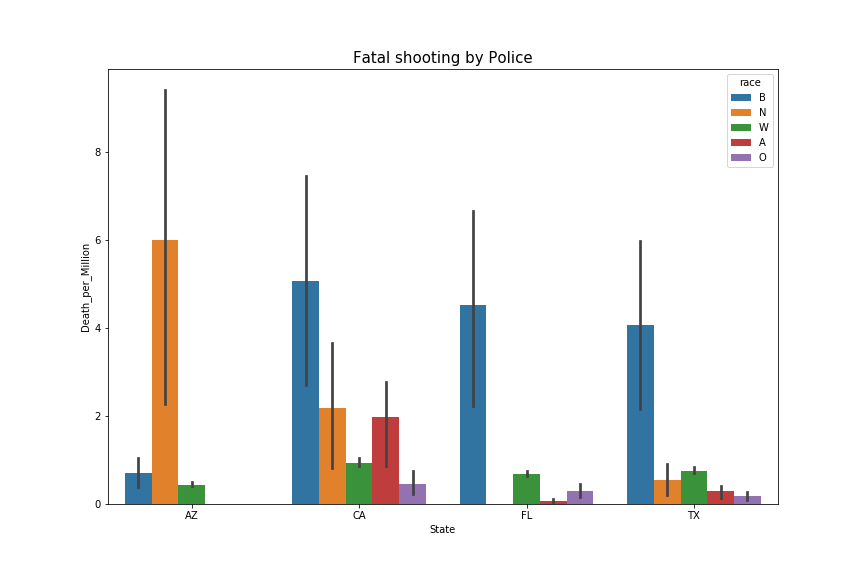 Fatal shooting by Police
race
B
N
W
A
O
Death_per_Million
8
6
4
2
0
AZ
CA
FL
TX
State